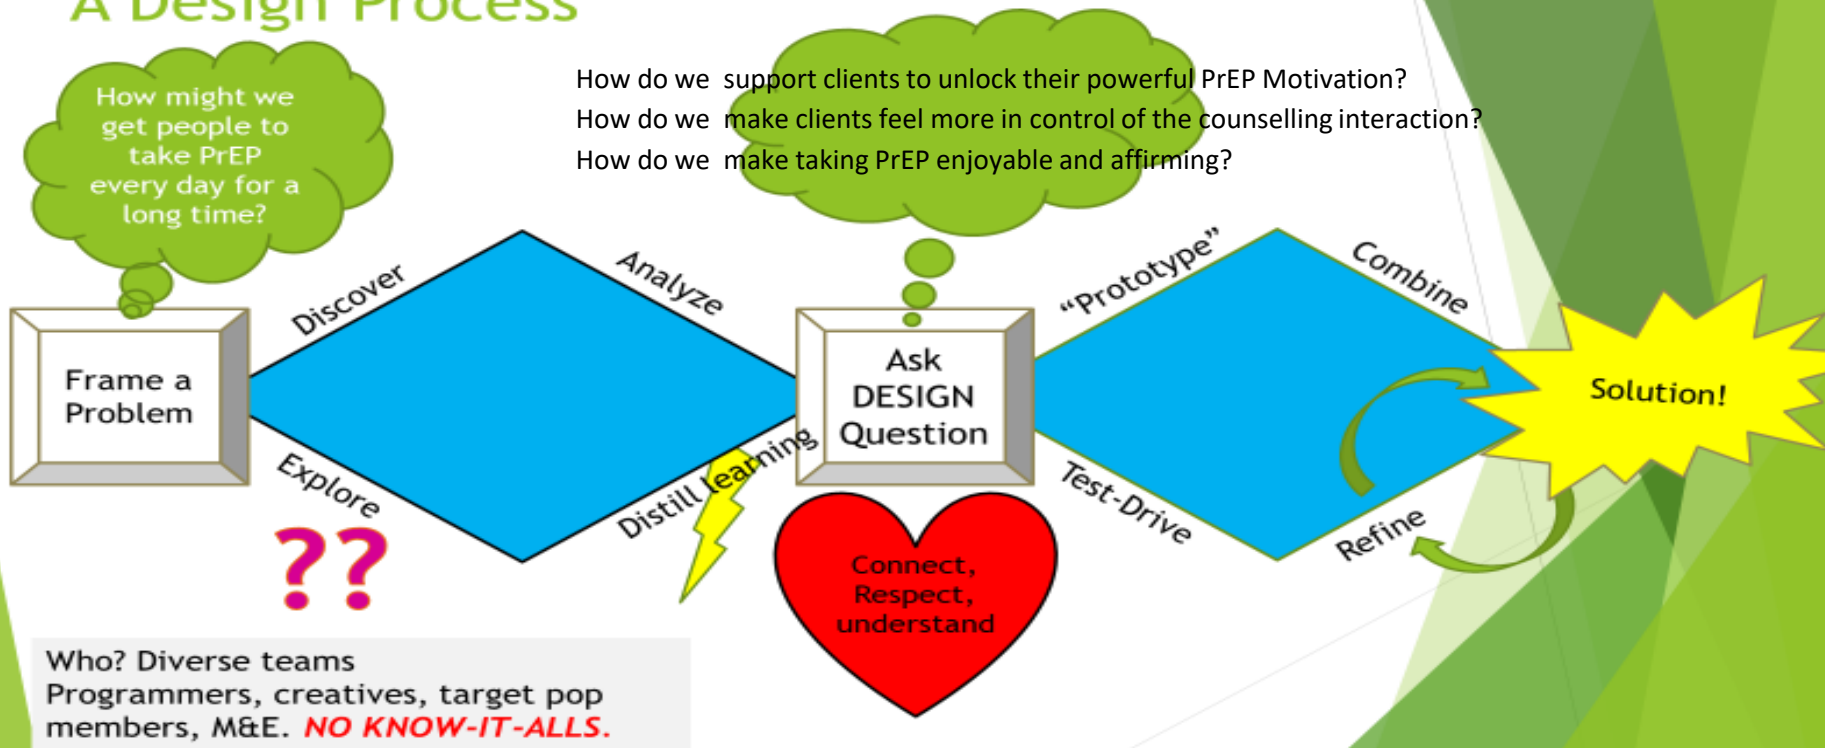 A Design Process
How might we
get people to
take PrEP
every day for a
long time?
How do we support clients to unlock their powerful PrEP Motivation?
How do we make clients feel more in control of the counselling interaction?
How do we make taking PrEP enjoyable and affirming?
Discover
Analyze
"Prototype"
Combine
Frame a
Problem
Ask
DESIGN
Question
Solution!
Explore
Distill learning
Test-Drive
Refine
??
Connect,
Respect,
understand
Who? Diverse teams
Programmers, creatives, target pop
members, M&E. NO KNOW-IT-ALLS.